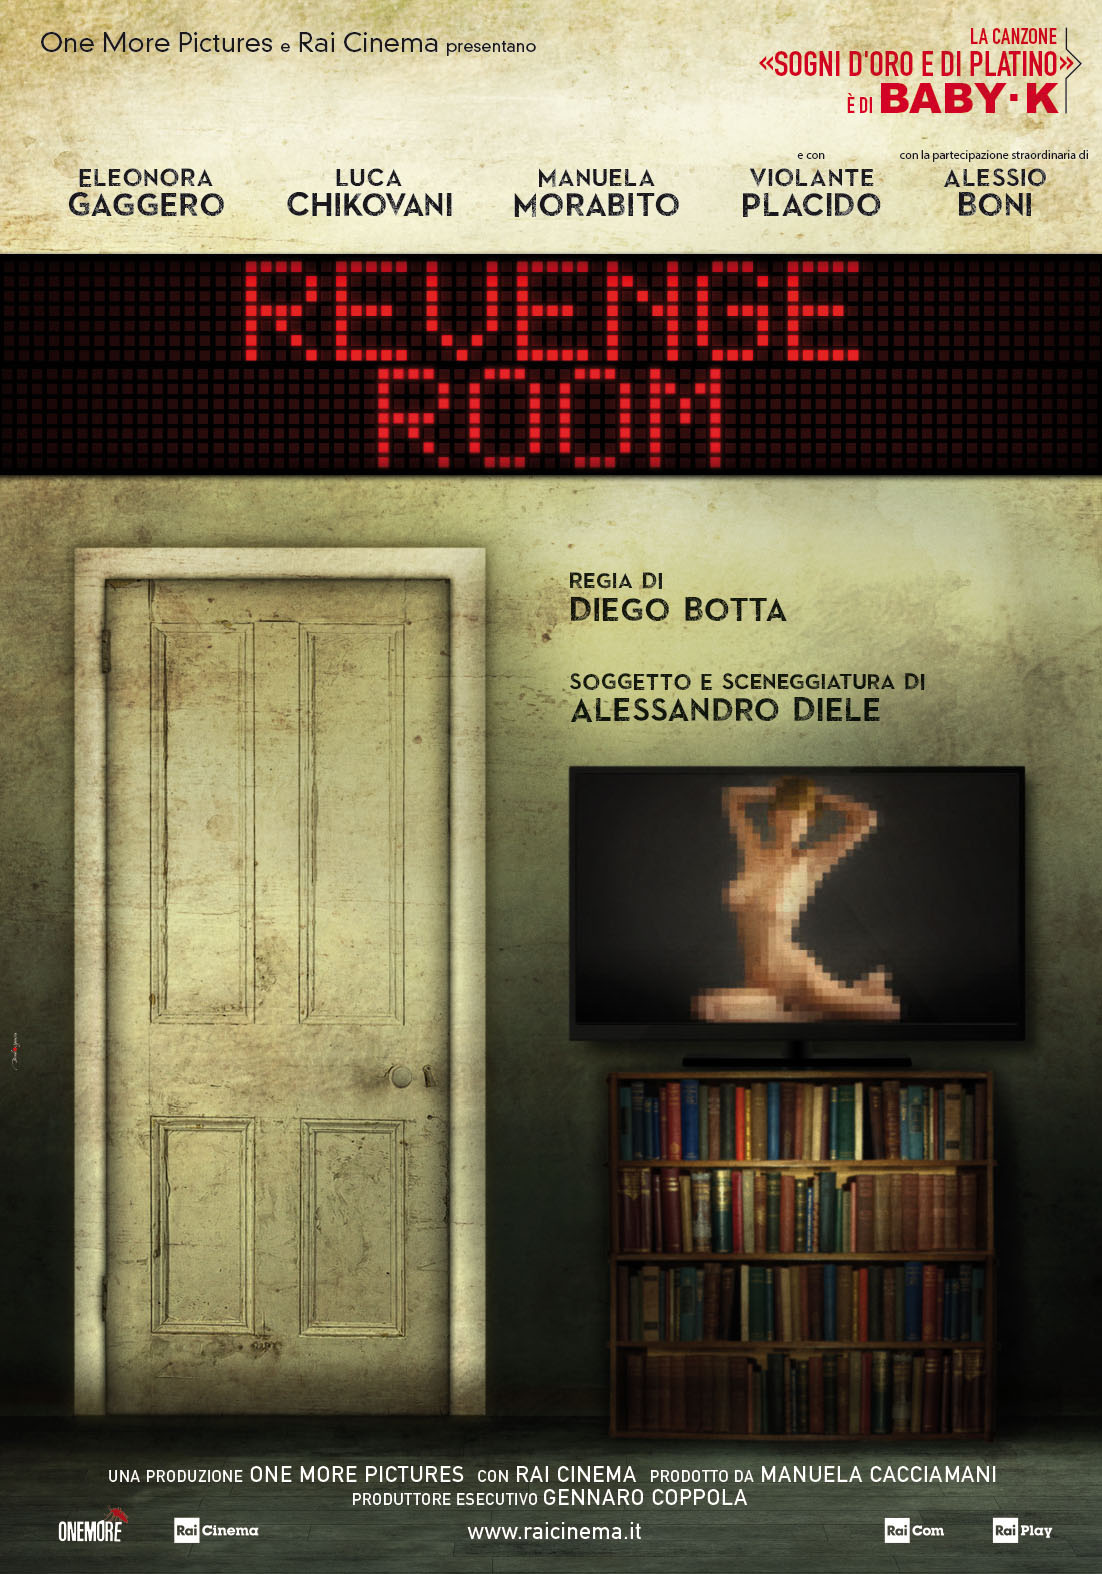 One More Pictures e Rai Cinema presentano
LA CANZONE
«SOGNI D'ORO E DI PLATINO»
È DI BABY·K
ELEONORA
GAGGERO
LUCA
CHIKOVANI
MANUELA
MORABITO
e con
VIOLANTE
PLACIDO
con la partecipazione straordinaria di
ALESSIO
BONI
REVENGE
ROOM
REGIA DI
DIEGO BOTTA
SOGGETTO E SCENEGGIATURA DI
ALESSANDRO DIELE
UNA PRODUZIONE ONE MORE PICTURES CON RAI CINEMA PRODOTTO DA MANUELA CACCIAMANI
PRODUTTORE ESECUTIVO GENNARO COPPOLA
ONEMORE
Rai Cinema
www.raicinema.it
Rai Com
Rai Play